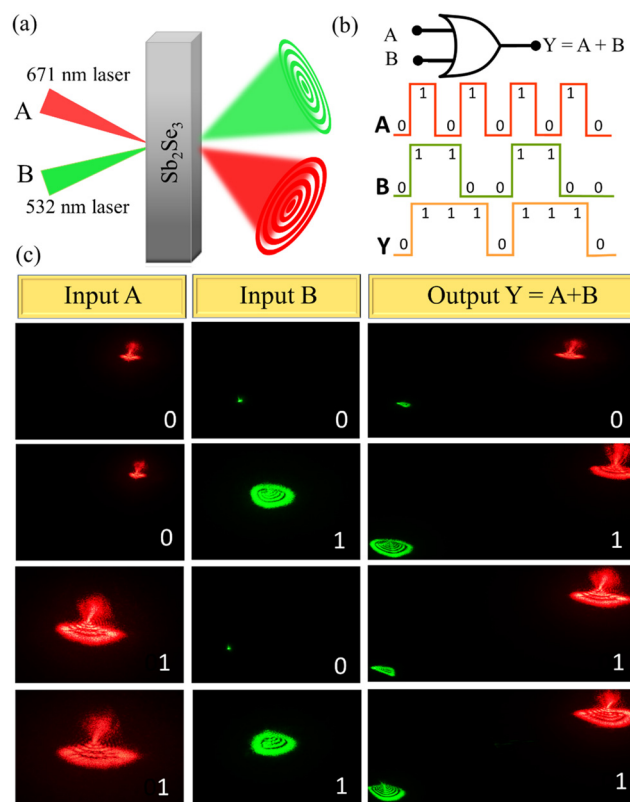 (a)
671 nm laser
A
B
532 nm laser
Sb₂Se₃
(b)
A
B
Y = A + B
A 0 1 0 1 0 1 0 1 0
B 0 1 1 0 0 1 1 0 0
Y 0 1 1 1 0 1 1 1 0
(c)
Input A Input B Output Y = A+B
0 0 0
0 1 1
1 0 1
1 1 1